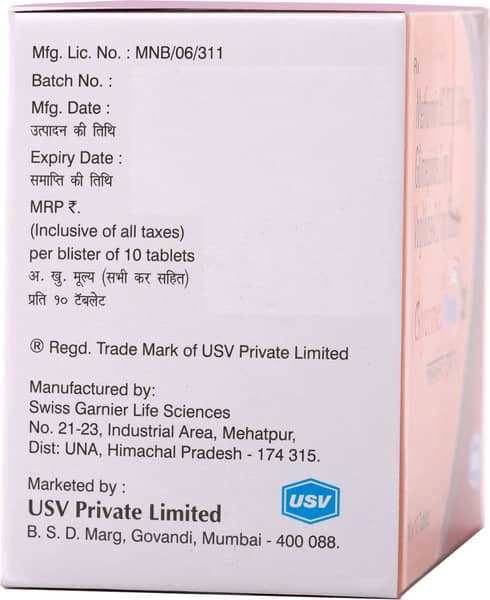 Mfg. Lic. No. : MNB/06/311
Batch No. :
Mfg. Date :
उत्पादन की तिथि
Expiry Date :
समाप्ति की तिथि
MRP ₹.
(Inclusive of all taxes)
per blister of 10 tablets
अ. खु. मूल्य (सभी कर सहित)
प्रति १० टॅबलेट
® Regd. Trade Mark of USV Private Limited
Manufactured by:
Swiss Garnier Life Sciences
No. 21-23, Industrial Area, Mehatpur,
Dist: UNA, Himachal Pradesh - 174 315.
Marketed by :
USV Private Limited
USV
B. S. D. Marg, Govandi, Mumbai - 400 088.